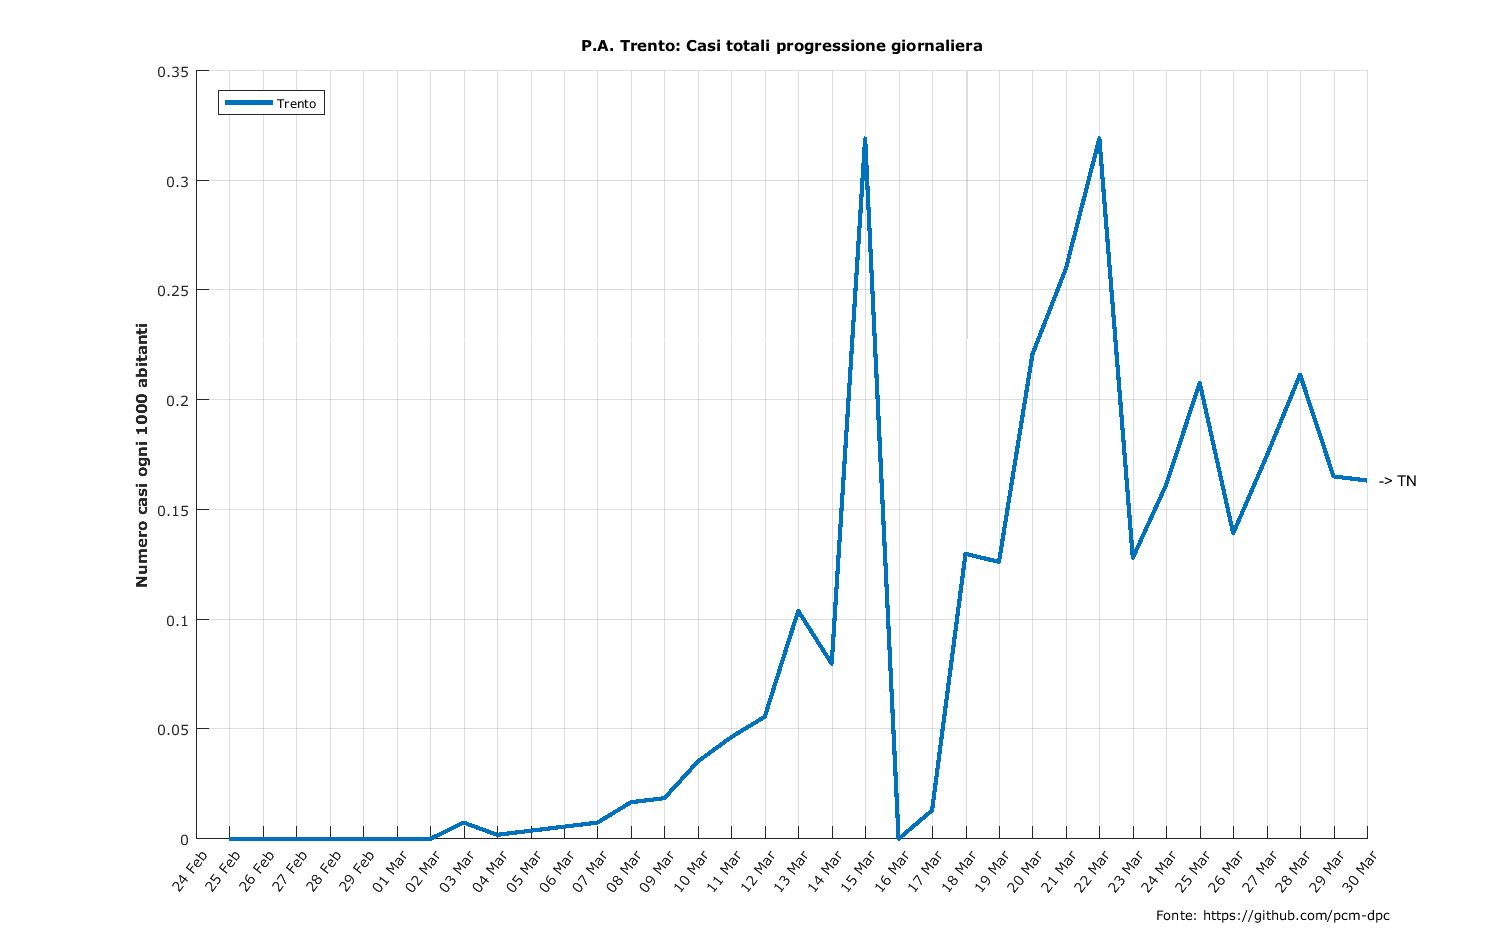 P.A. Trento: Casi totali progressione giornaliera
Trento
Numero casi ogni 1000 abitanti
0.35
0.3
0.25
0.2
0.15
0.1
0.05
0
-> TN
24 Feb
25 Feb
26 Feb
27 Feb
28 Feb
29 Feb
01 Mar
02 Mar
03 Mar
04 Mar
05 Mar
06 Mar
07 Mar
08 Mar
09 Mar
10 Mar
11 Mar
12 Mar
13 Mar
14 Mar
15 Mar
16 Mar
17 Mar
18 Mar
19 Mar
20 Mar
21 Mar
22 Mar
23 Mar
24 Mar
25 Mar
26 Mar
27 Mar
28 Mar
29 Mar
30 Mar
Fonte: https://github.com/pcm-dpc